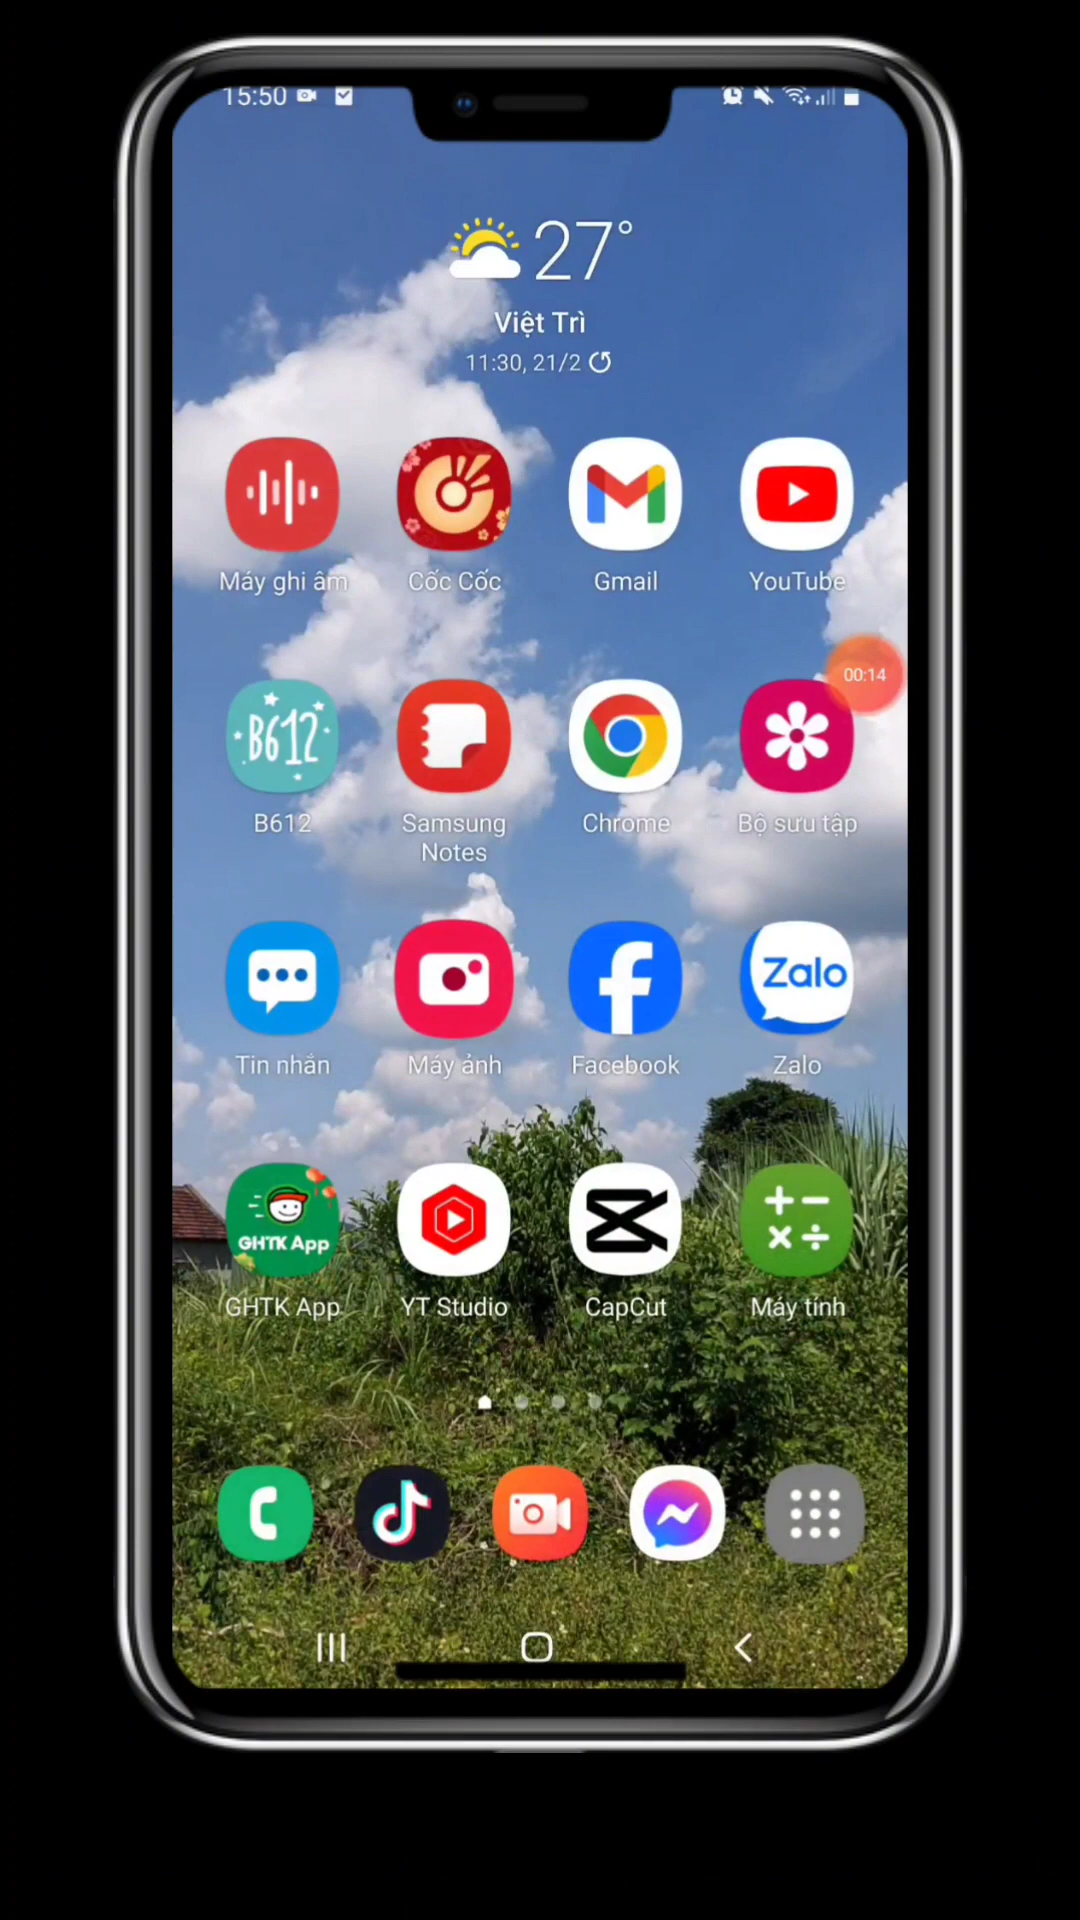 15:50
27°
Việt Trì
11:30, 21/2
Máy ghi âm
Cốc Cốc
Gmail
YouTube
00:14
B612
B612
Samsung
Notes
Chrome
Bộ sưu tập
Zalo
Tin nhắn
Máy ảnh
Facebook
Zalo
GHTK App
GHTK App
YT Studio
CapCut
Máy tính